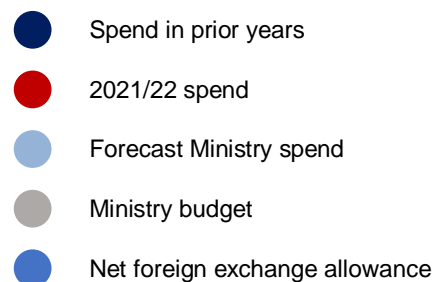 Spend in prior years
2021/22 spend
Forecast Ministry spend
Ministry budget
Net foreign exchange allowance